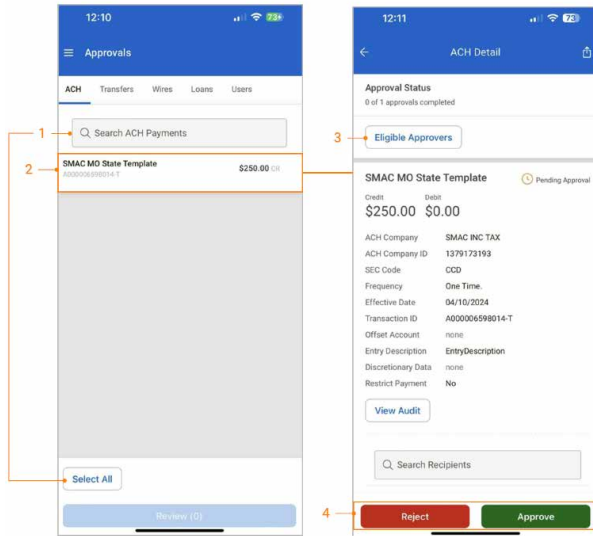 12:10
73
Approvals
ACH Transfers Wires Loans Users
1
Search ACH Payments
2
SMAC MO State Template
$250.00 CR
A000006598014-T
Select All
Review (0)
12:11
73
ACH Detail
Approval Status
0 of 1 approvals completed
3
Eligible Approvers
SMAC MO State Template
Pending Approval
Credit Debit
$250.00 $0.00
ACH Company SMAC INC TAX
ACH Company ID 1379173193
SEC Code CCD
Frequency One Time.
Effective Date 04/10/2024
Transaction ID A000006598014-T
Offset Account none
Entry Description EntryDescription
Discretionary Data none
Restrict Payment No
View Audit
Search Recipients
4
Reject Approve